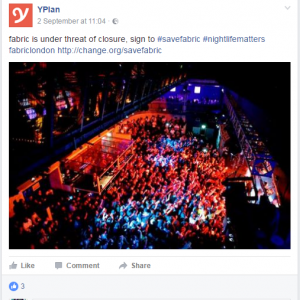 YPlan
2 September at 11:04 ·
fabric is under threat of closure, sign to #savefabric #nightlifematters
fabriclondon http://change.org/savefabric
Like Comment Share
3